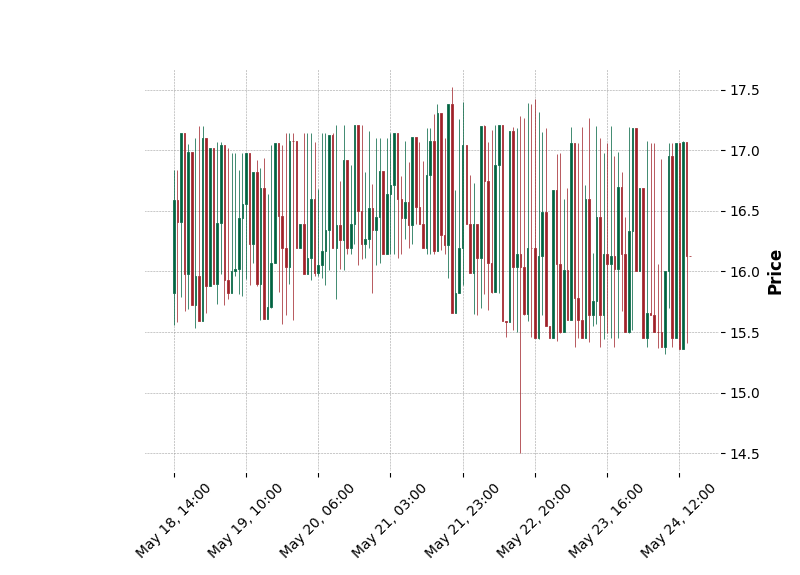 17.5
17.0
16.5
16.0
15.5
15.0
14.5
Price
May 18, 14:00
May 19, 10:00
May 20, 06:00
May 21, 03:00
May 21, 23:00
May 22, 20:00
May 23, 16:00
May 24, 12:00